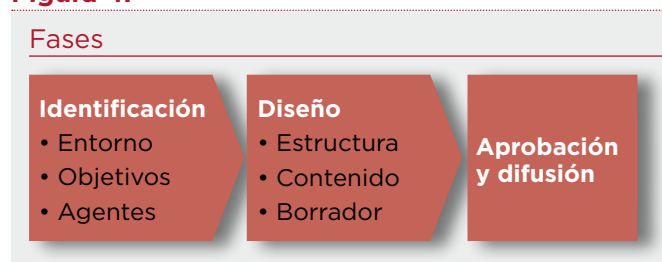 Fases
Identificación
• Entorno
• Objetivos
• Agentes
Diseño
• Estructura
• Contenido
• Borrador
Aprobación
y difusión